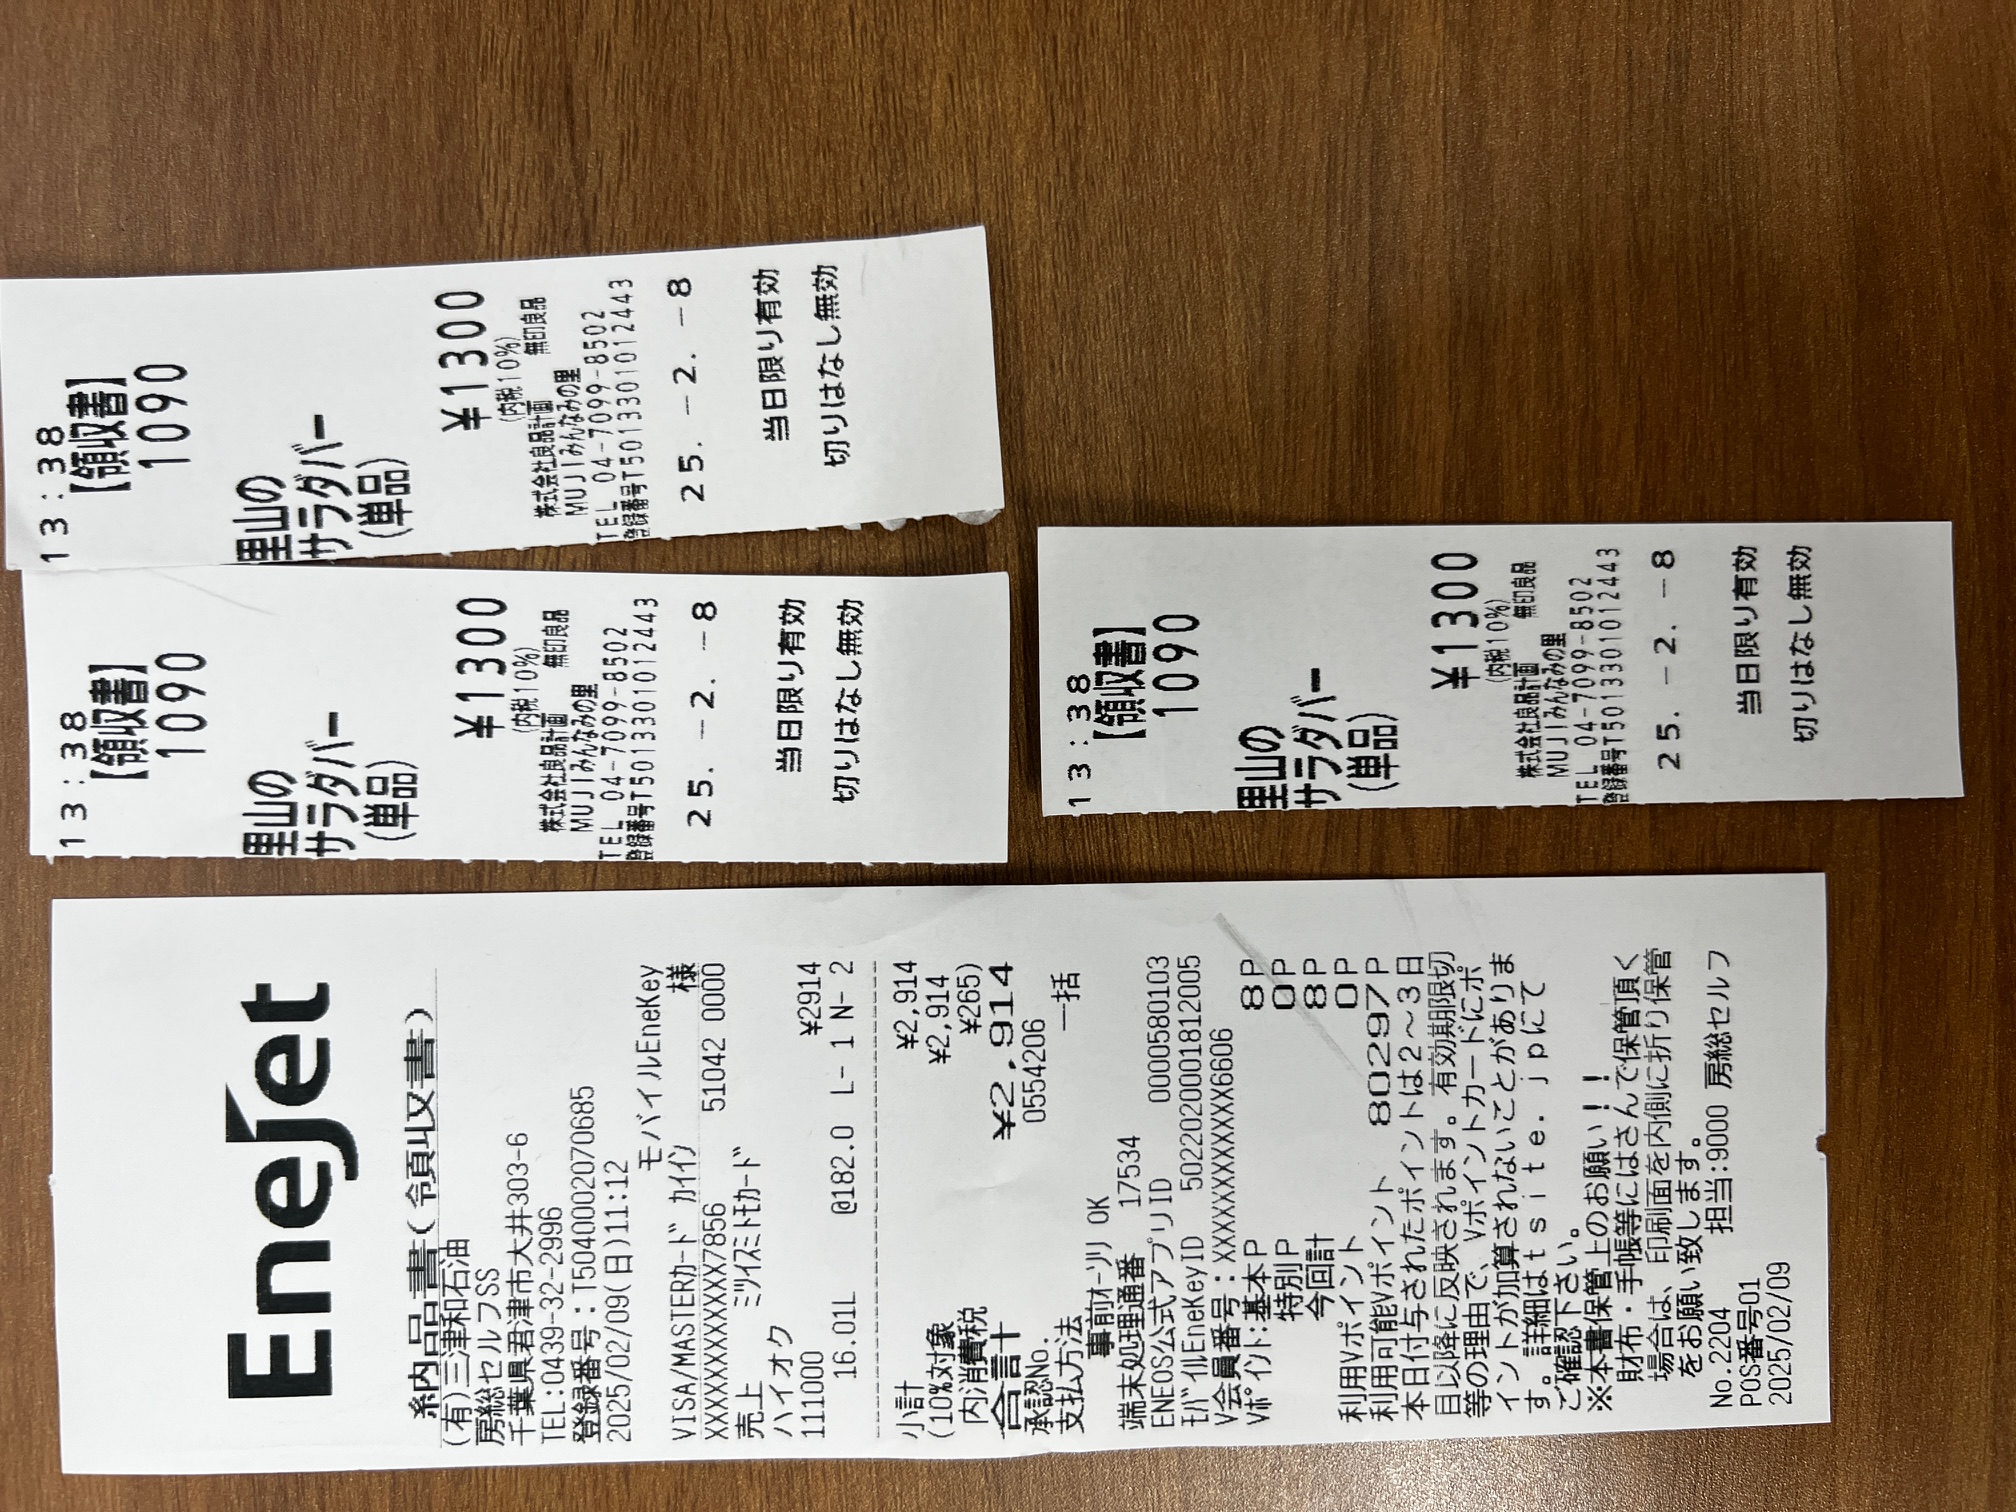 Enejet
納品書(領収書)
(有)三津和石油
房総セルフSS
千葉県君津市大井303-6
TEL:0439-32-2996
登録番号：T5040002070685
2025/02/09(日)11:12
モバイルEneKey
VISA/MASTERｶｰﾄﾞ ｶｲｲﾝ 様
XXXXXXXXXXXX7856 51042 0000
売上 ﾐﾂｲｽﾐﾄﾓｶｰﾄﾞ
ハイオク
111000 ¥2914
16.01L @182.0 L- 1 N- 2
小計 ¥2,914
(10%対象 ¥2,914
内消費税 ¥265)
合計 ¥2,914
承認No. 0554206
支払方法 一括
事前ｵｰｿﾘ OK
端末処理通番 17534
ENEOS公式アプリID 0000580103
ﾓﾊﾞｲﾙEneKeyID 5022020001812005
V会員番号：XXXXXXXXXXXX6606
Vﾎﾟｲﾝﾄ:基本P 8P
特別P 0P
今回計 8P
利用Vポイント 0P
利用可能Vポイント 80297P
本日付与されたポイントは2～3日
目以降に反映されます。有効期限切
等の理由で、Vポイントカードにポ
イントが加算されないことがありま
す。詳細はｔｓｉｔｅ．ｊｐにて
ご確認下さい。
※本書保管上のお願い！！
財布・手帳等にはさんで保管頂く
場合は、印刷面を内側に折り保管
をお願い致します。
No.2204 担当:9000 房総セルフ
POS番号01
2025/02/09
13:38
【領収書】
1090
里山の
サラダバー
(単品)
¥1300
(内税10%)
株式会社良品計画 無印良品
MUJIみんなみの里
TEL 04-7099-8502
登録番号T5013301012443
25. -2. -8
当日限り有効
切りはなし無効
13:38
【領収書】
1090
里山の
サラダバー
(単品)
¥1300
(内税10%)
株式会社良品計画 無印良品
MUJIみんなみの里
TEL 04-7099-8502
登録番号T5013301012443
25. -2. -8
当日限り有効
切りはなし無効
13:38
【領収書】
1090
里山の
サラダバー
(単品)
¥1300
(内税10%)
株式会社良品計画 無印良品
MUJIみんなみの里
TEL 04-7099-8502
登録番号T5013301012443
25. -2. -8
当日限り有効
切りはなし無効